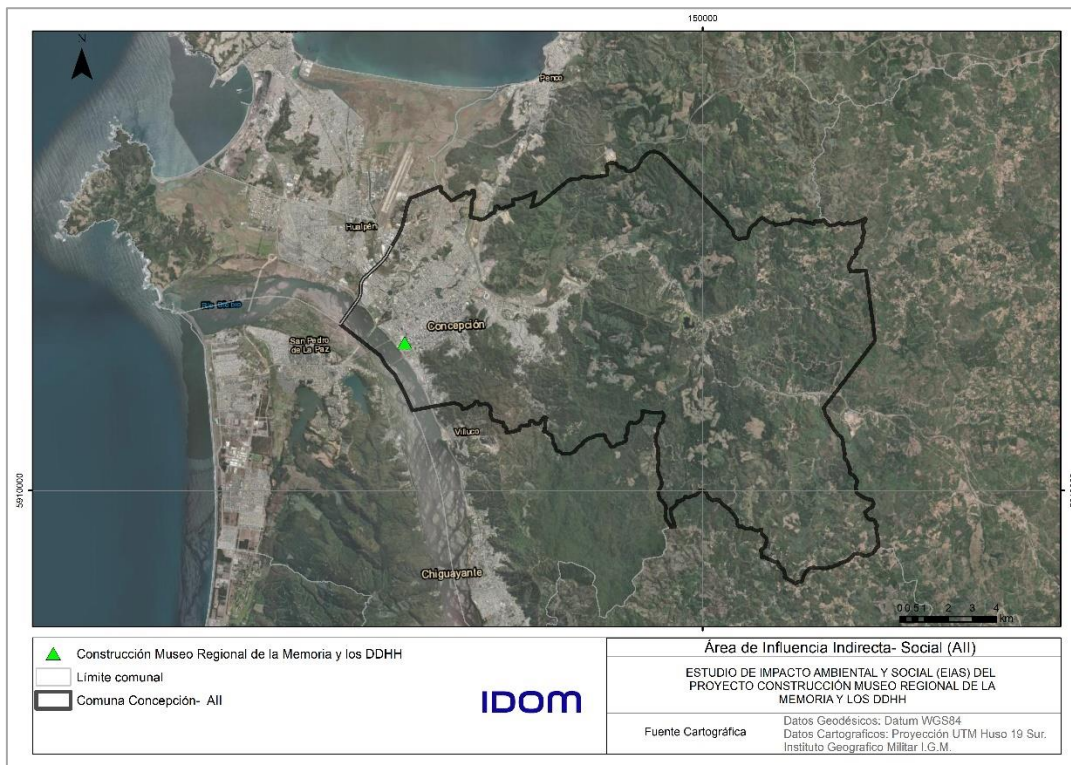 150000
N
Penco
Hualpén
Río Biobío
Concepción
San Pedro
de La Paz
Villuco
5910000
Chiguayante
0 0,5 1 2 3 4
km
Construcción Museo Regional de la Memoria y los DDHH
Límite comunal
Comuna Concepción- AII
IDOM
Área de Influencia Indirecta- Social (AII)
ESTUDIO DE IMPACTO AMBIENTAL Y SOCIAL (EIAS) DEL
PROYECTO CONSTRUCCIÓN MUSEO REGIONAL DE LA
MEMORIA Y LOS DDHH
Fuente Cartográfica
Datos Geodésicos: Datum WGS84
Datos Cartograficos: Proyección UTM Huso 19 Sur.
Instituto Geografico Militar I.G.M.